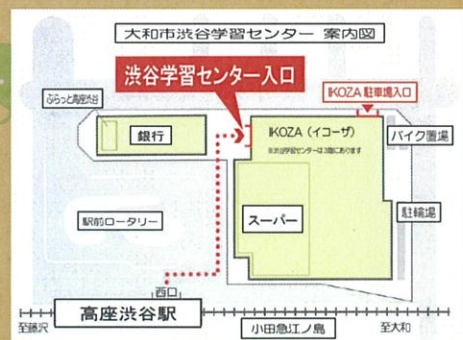 大和市渋谷学習センター 案内図
渋谷学習センター入口
IKOZA 駐車場入口
ぷらっと高座渋谷
銀行
IKOZA（イコーザ）
※渋谷学習センターは3階にあります
バイク置場
駅前ロータリー
スーパー
駐輪場
西口
高座渋谷駅
至藤沢
小田急江ノ島
至大和